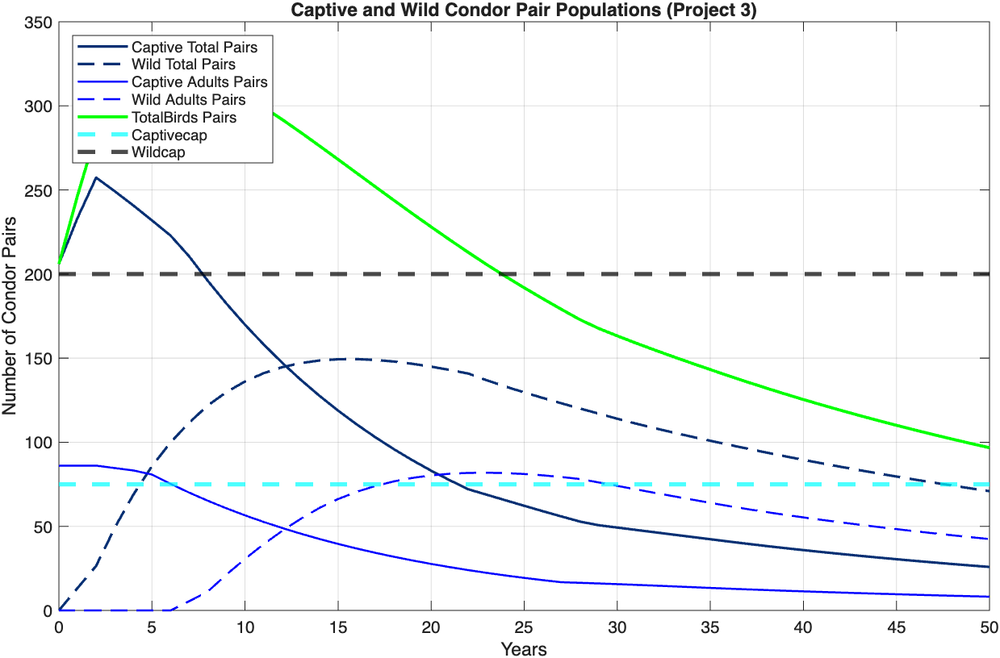 Captive and Wild Condor Pair Populations (Project 3)
350
300
250
200
150
100
50
0
Number of Condor Pairs
Captive Total Pairs
Wild Total Pairs
Captive Adults Pairs
Wild Adults Pairs
TotalBirds Pairs
Captivecap
Wildcap
0 5 10 15 20 25 30 35 40 45 50
Years